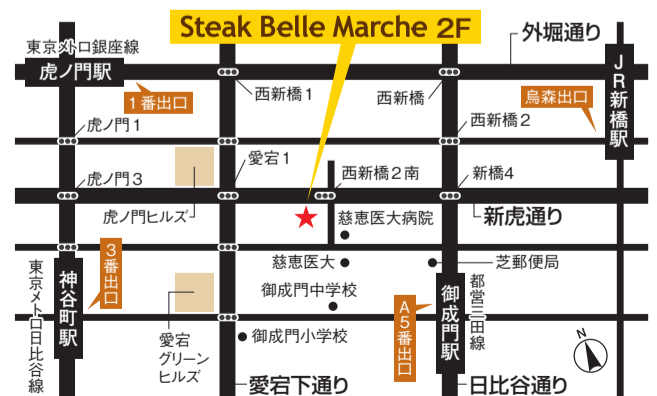 Steak Belle Marche 2F
外堀通り
東京メトロ銀座線
虎ノ門駅
1番出口
西新橋1
西新橋
烏森出口
JR新橋駅
虎ノ門1
西新橋2
愛宕1
虎ノ門3
西新橋2南
新橋4
虎ノ門ヒルズ
慈恵医大病院
新虎通り
3番出口
慈恵医大
芝郵便局
東京メトロ日比谷線
神谷町駅
御成門中学校
A5番出口
御成門駅
都営三田線
愛宕
グリーン
ヒルズ
御成門小学校
N
愛宕下通り
日比谷通り